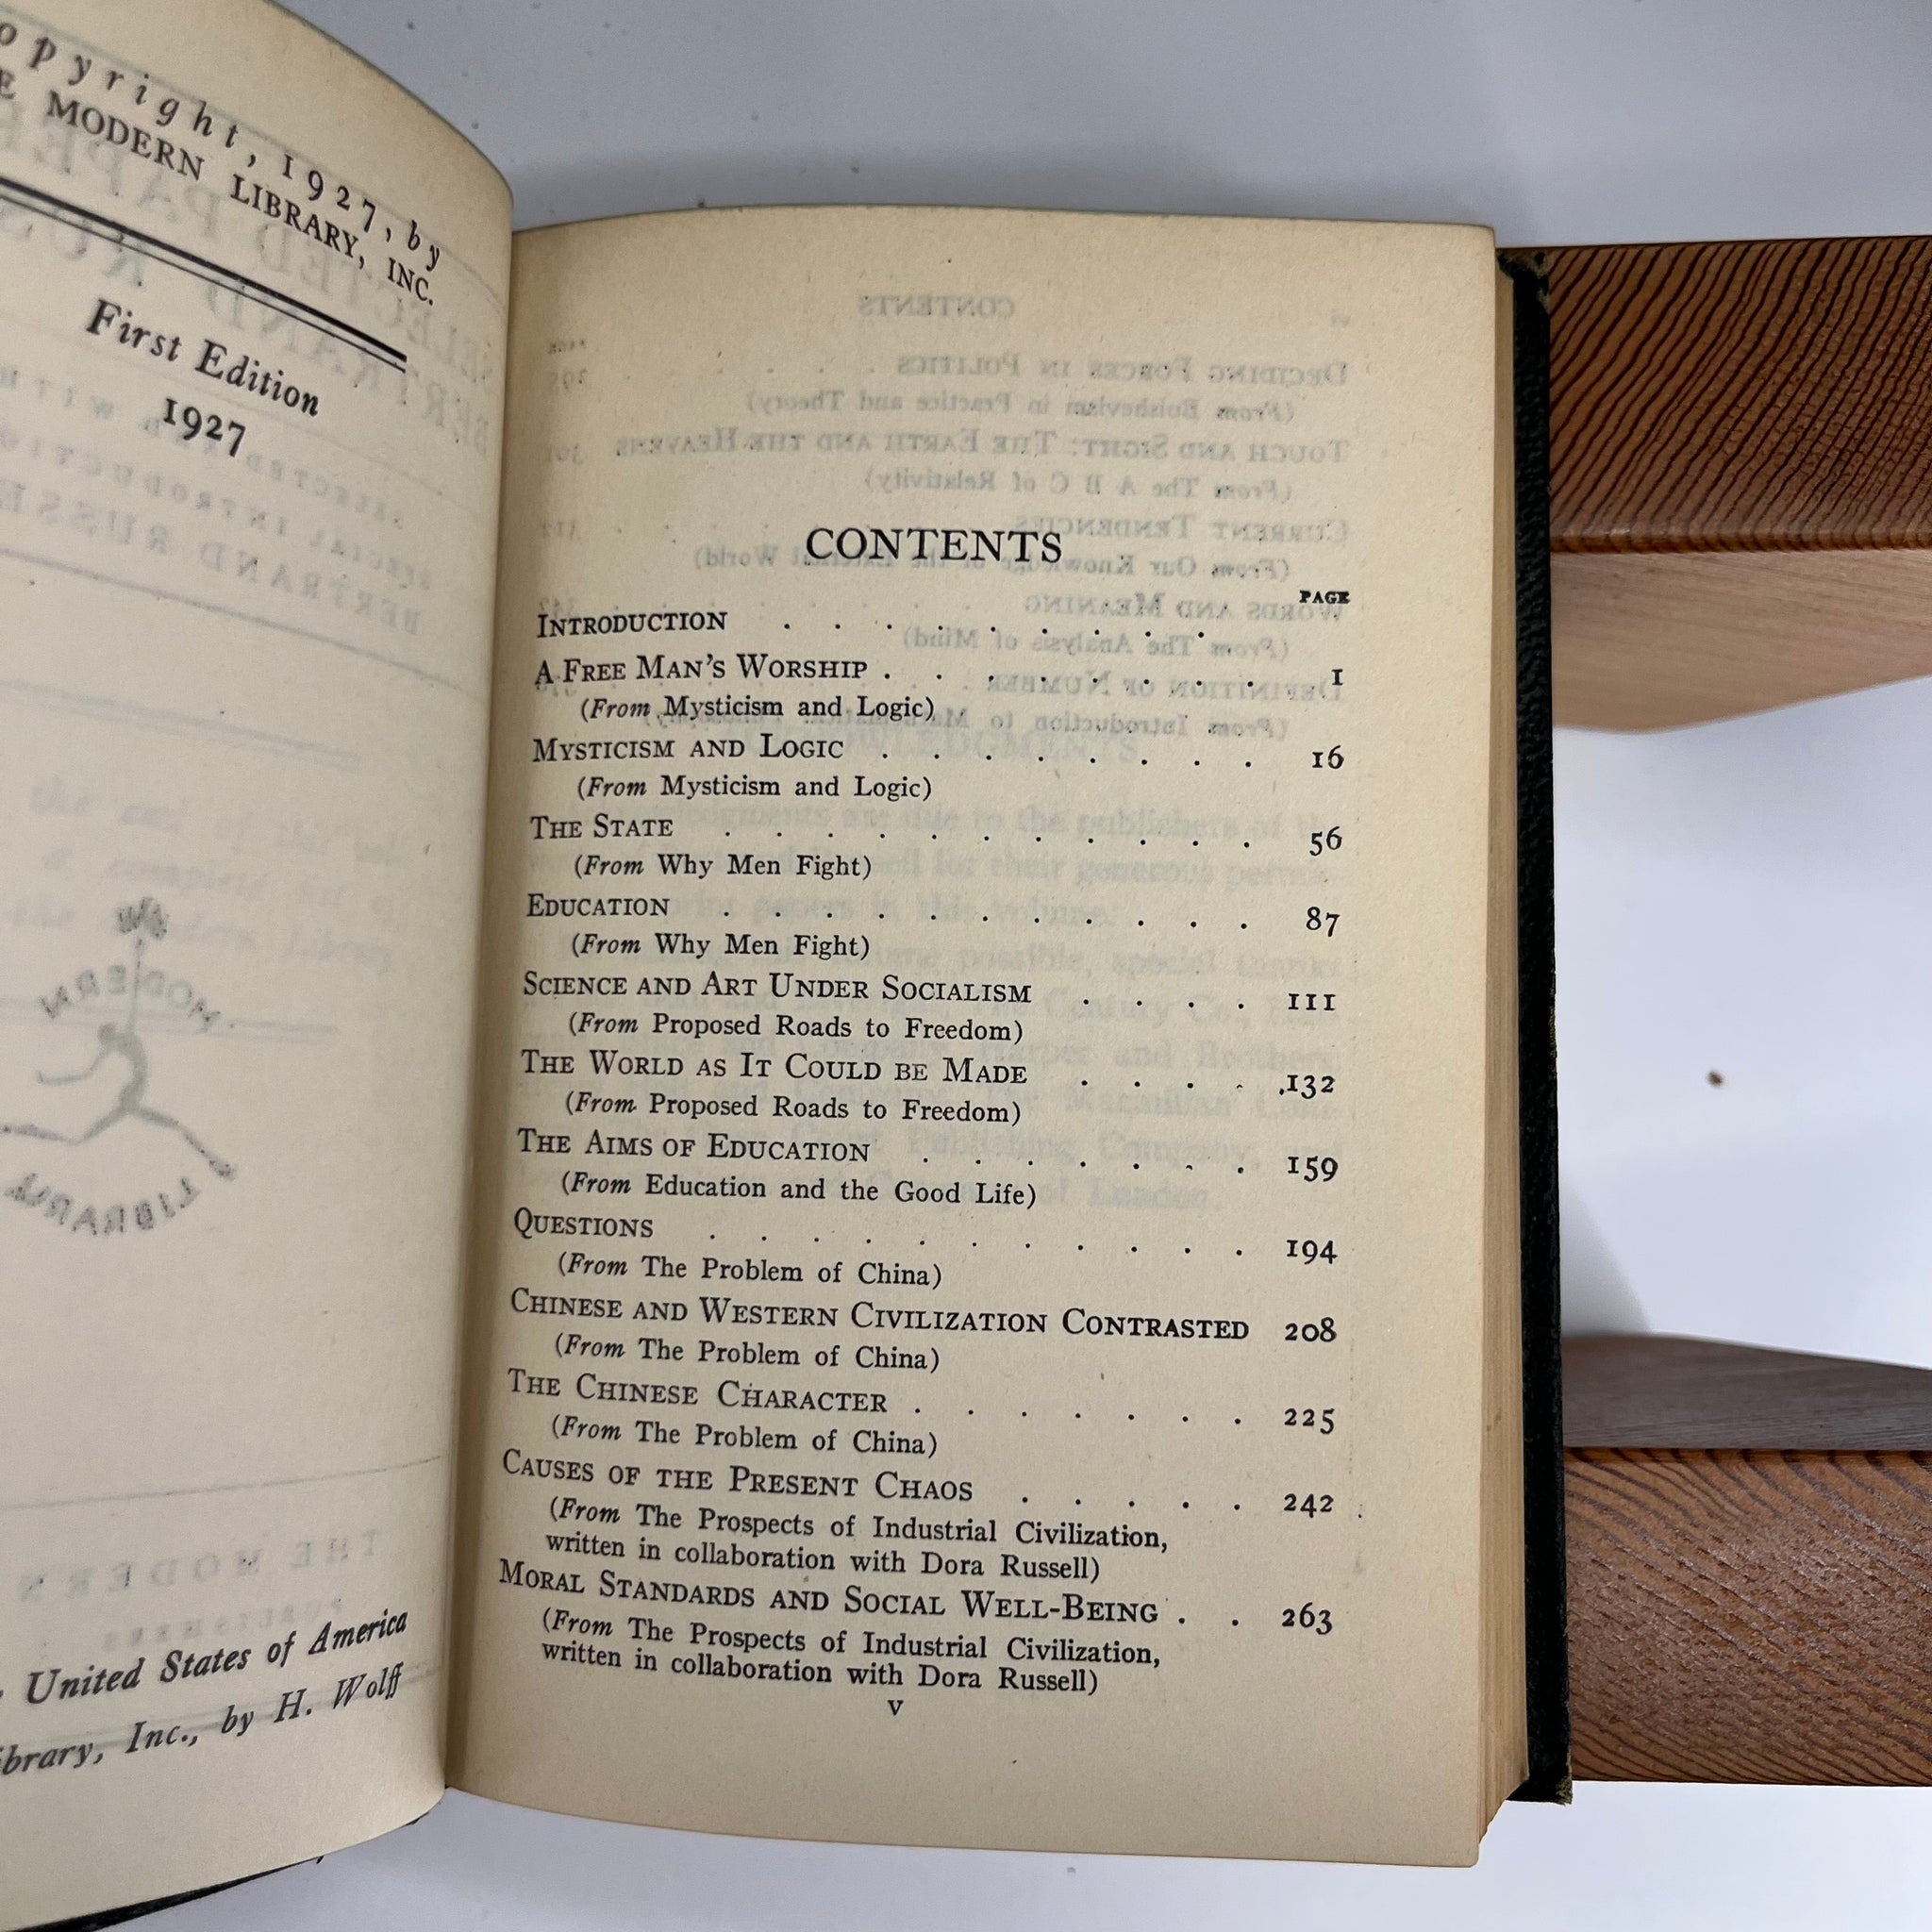 opyright, 1927, by
E MODERN LIBRARY, INC.
First Edition
1927
United States of America
ibrary, Inc., by H. Wolff
CONTENTS
PAGE
INTRODUCTION . . . . . . . . .
A FREE MAN'S WORSHIP . . . . . . . . 1
(From Mysticism and Logic)
MYSTICISM AND LOGIC . . . . . . . . 16
(From Mysticism and Logic)
THE STATE . . . . . . . . . . . 56
(From Why Men Fight)
EDUCATION . . . . . . . . . . . 87
(From Why Men Fight)
SCIENCE AND ART UNDER SOCIALISM . . . . 111
(From Proposed Roads to Freedom)
THE WORLD AS IT COULD BE MADE . . . . 132
(From Proposed Roads to Freedom)
THE AIMS OF EDUCATION . . . . . . . 159
(From Education and the Good Life)
QUESTIONS . . . . . . . . . . . 194
(From The Problem of China)
CHINESE AND WESTERN CIVILIZATION CONTRASTED 208
(From The Problem of China)
THE CHINESE CHARACTER . . . . . . . 225
(From The Problem of China)
CAUSES OF THE PRESENT CHAOS . . . . . 242
(From The Prospects of Industrial Civilization,
written in collaboration with Dora Russell)
MORAL STANDARDS AND SOCIAL WELL-BEING . . 263
(From The Prospects of Industrial Civilization,
written in collaboration with Dora Russell)
v